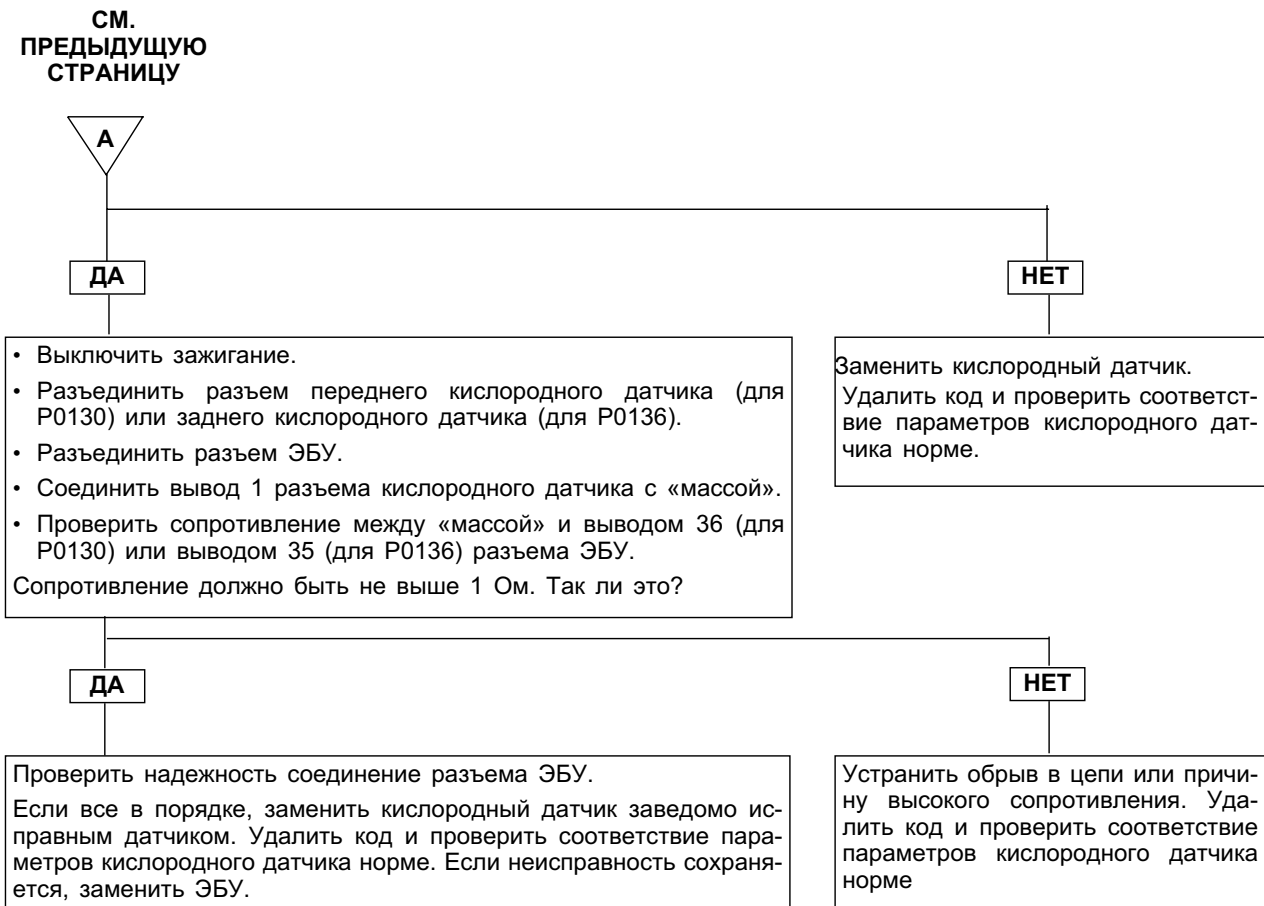 СМ.
ПРЕДЫДУЩУЮ
СТРАНИЦУ
А
ДА
НЕТ
• Выключить зажигание.
• Разъединить разъем переднего кислородного датчика (для
P0130) или заднего кислородного датчика (для P0136).
• Разъединить разъем ЭБУ.
• Соединить вывод 1 разъема кислородного датчика с «массой».
• Проверить сопротивление между «массой» и выводом 36 (для
P0130) или выводом 35 (для P0136) разъема ЭБУ.
Сопротивление должно быть не выше 1 Ом. Так ли это?
Заменить кислородный датчик.
Удалить код и проверить соответст-
вие параметров кислородного дат-
чика норме.
ДА
НЕТ
Проверить надежность соединение разъема ЭБУ.
Если все в порядке, заменить кислородный датчик заведомо ис-
правным датчиком. Удалить код и проверить соответствие пара-
метров кислородного датчика норме. Если неисправность сохраня-
ется, заменить ЭБУ.
Устранить обрыв в цепи или причи-
ну высокого сопротивления. Уда-
лить код и проверить соответствие
параметров кислородного датчика
норме